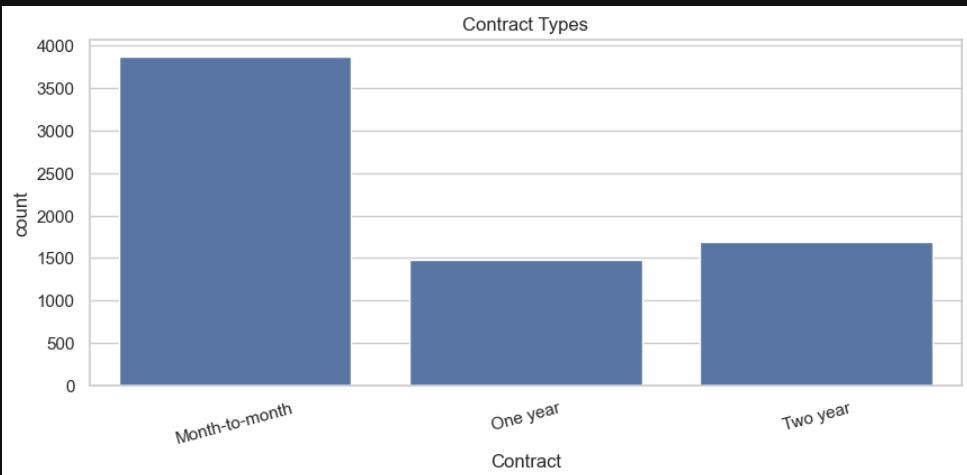 Contract Types
4000
3500
3000
2500
2000
1500
1000
500
0
count
Month-to-month
One year
Two year
Contract